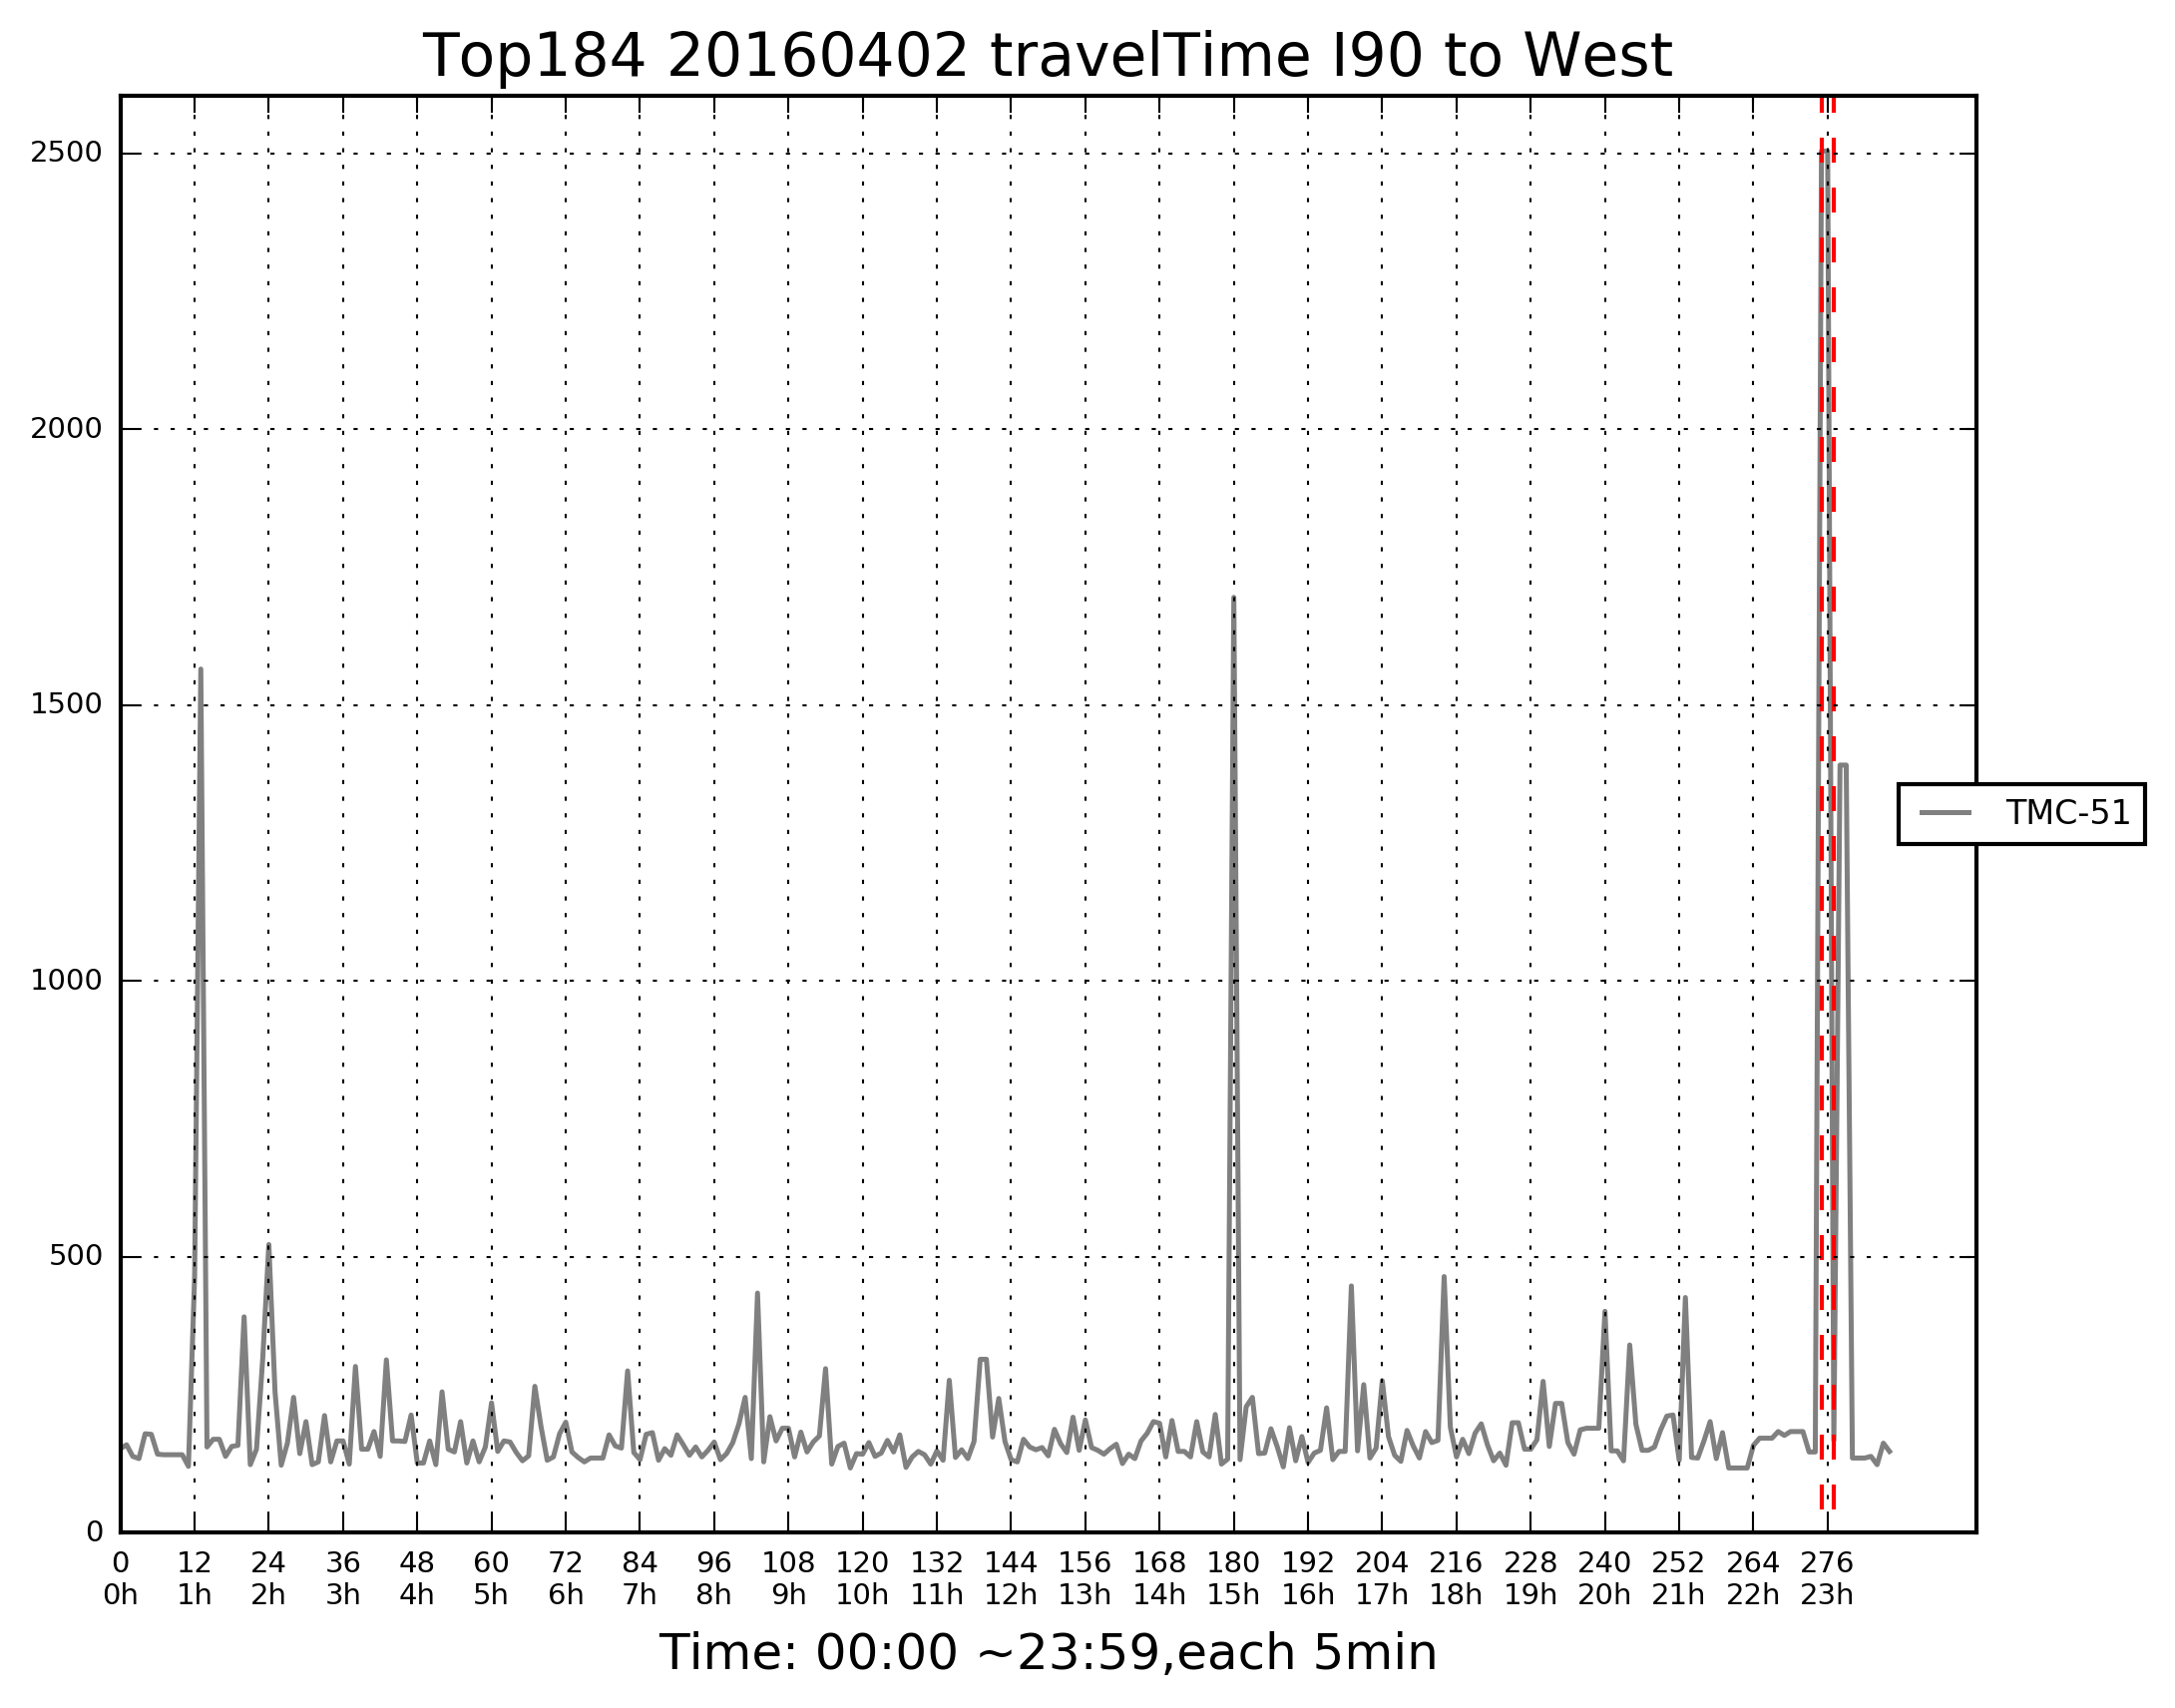 Top184 20160402 travelTime I90 to West
2500
2000
1500
1000
500
0
TMC-51
0 12 24 36 48 60 72 84 96 108 120 132 144 156 168 180 192 204 216 228 240 252 264 276
0h 1h 2h 3h 4h 5h 6h 7h 8h 9h 10h 11h 12h 13h 14h 15h 16h 17h 18h 19h 20h 21h 22h 23h
Time: 00:00 ~23:59,each 5min